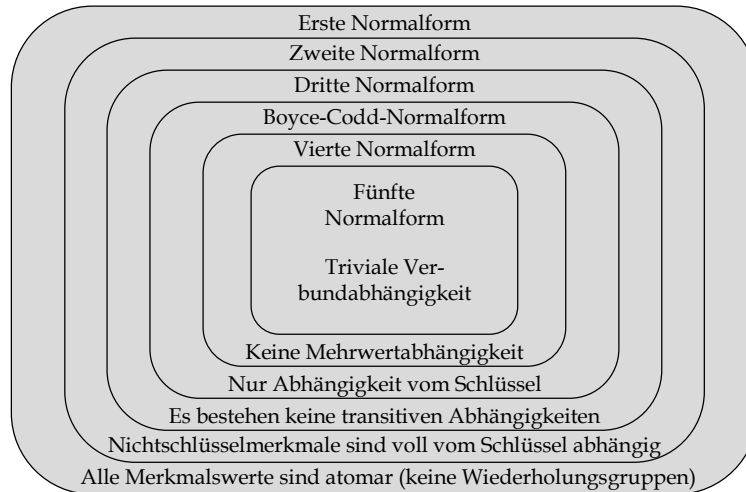 Erste Normalform
Zweite Normalform
Dritte Normalform
Boyce-Codd-Normalform
Vierte Normalform
Fünfte
Normalform
Triviale Ver-
bundabhängigkeit
Keine Mehrwertabhängigkeit
Nur Abhängigkeit vom Schlüssel
Es bestehen keine transitiven Abhängigkeiten
Nichtschlüsselmerkmale sind voll vom Schlüssel abhängig
Alle Merkmalswerte sind atomar (keine Wiederholungsgruppen)